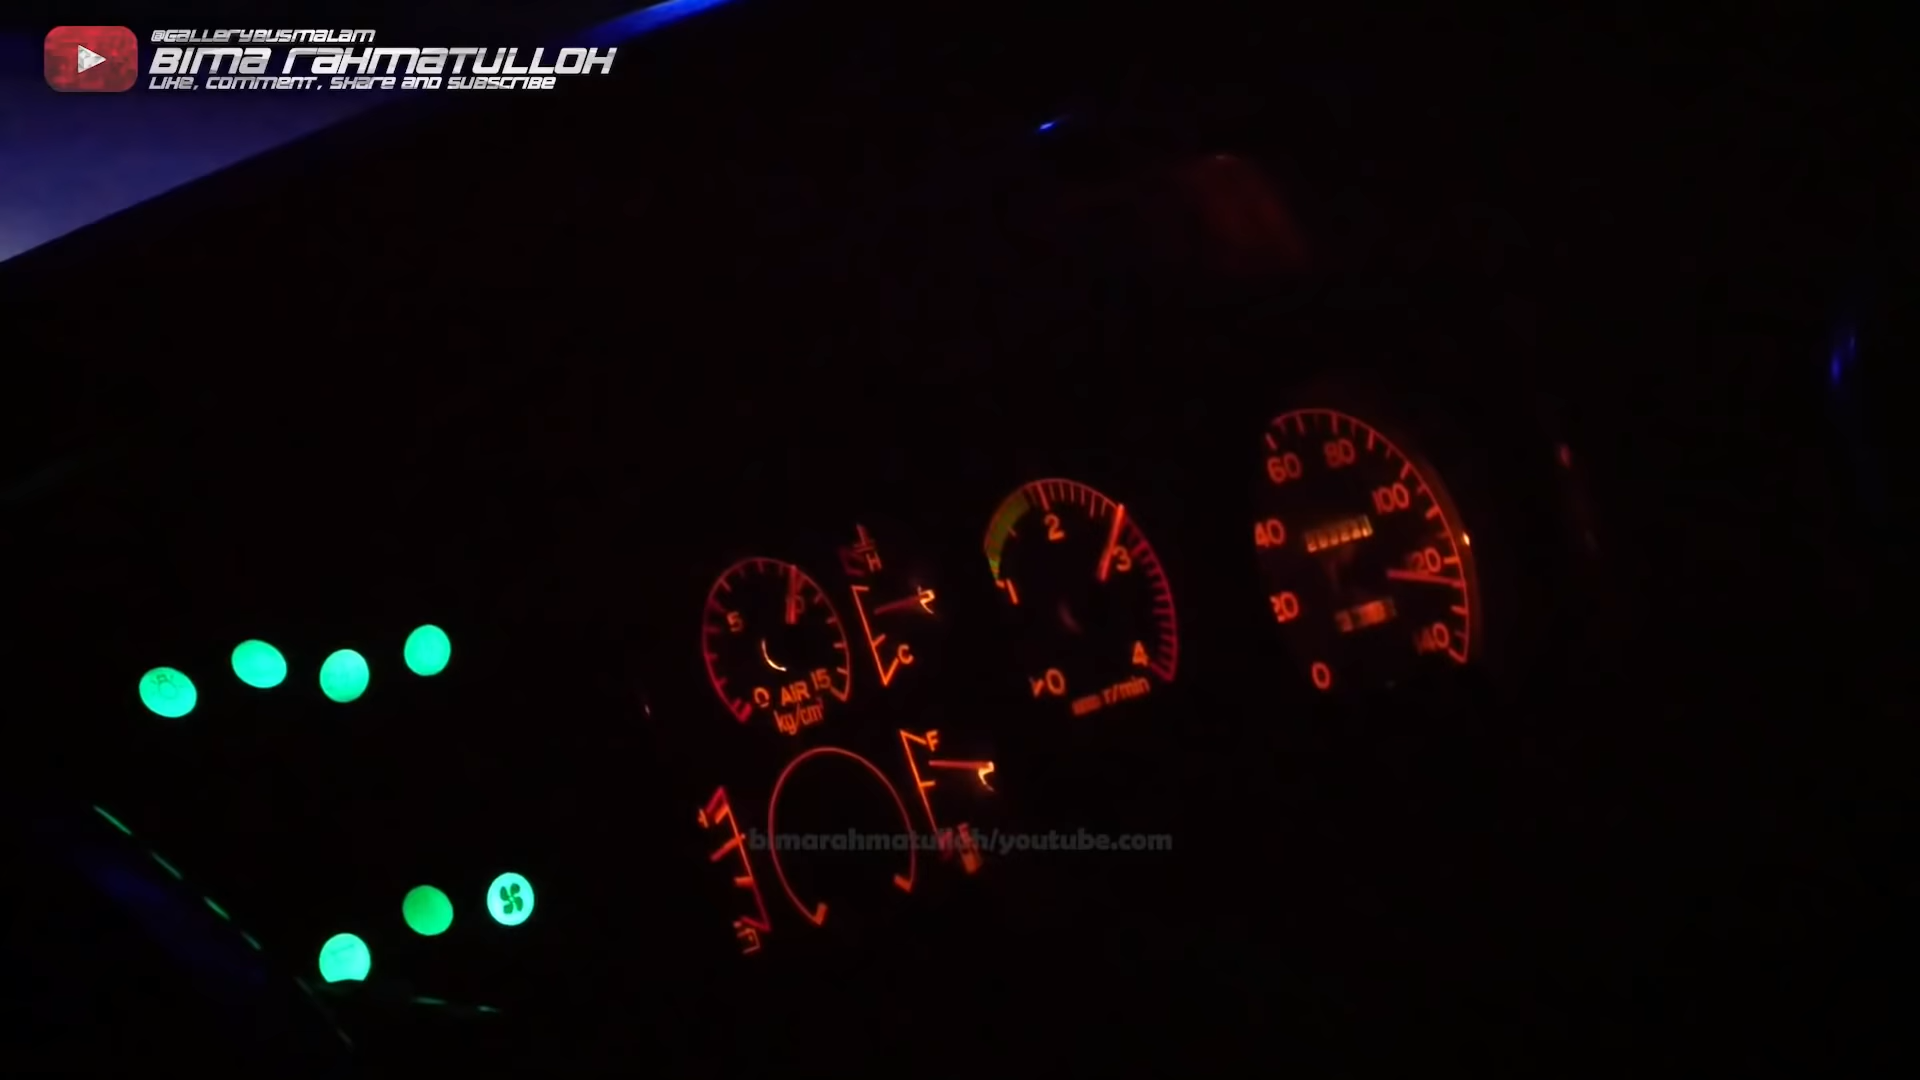 @GALLERYBUSMALAM
BIMA RAHMATULLOH
LIKE, COMMENT, SHARE AND SUBSCRIBE
60 80
100
40
120
20
140
0
2
3
1
4
0
r/min
5
0 AIR 15
kg/cm²
H
C
F
bimarahmatulloh/youtube.com